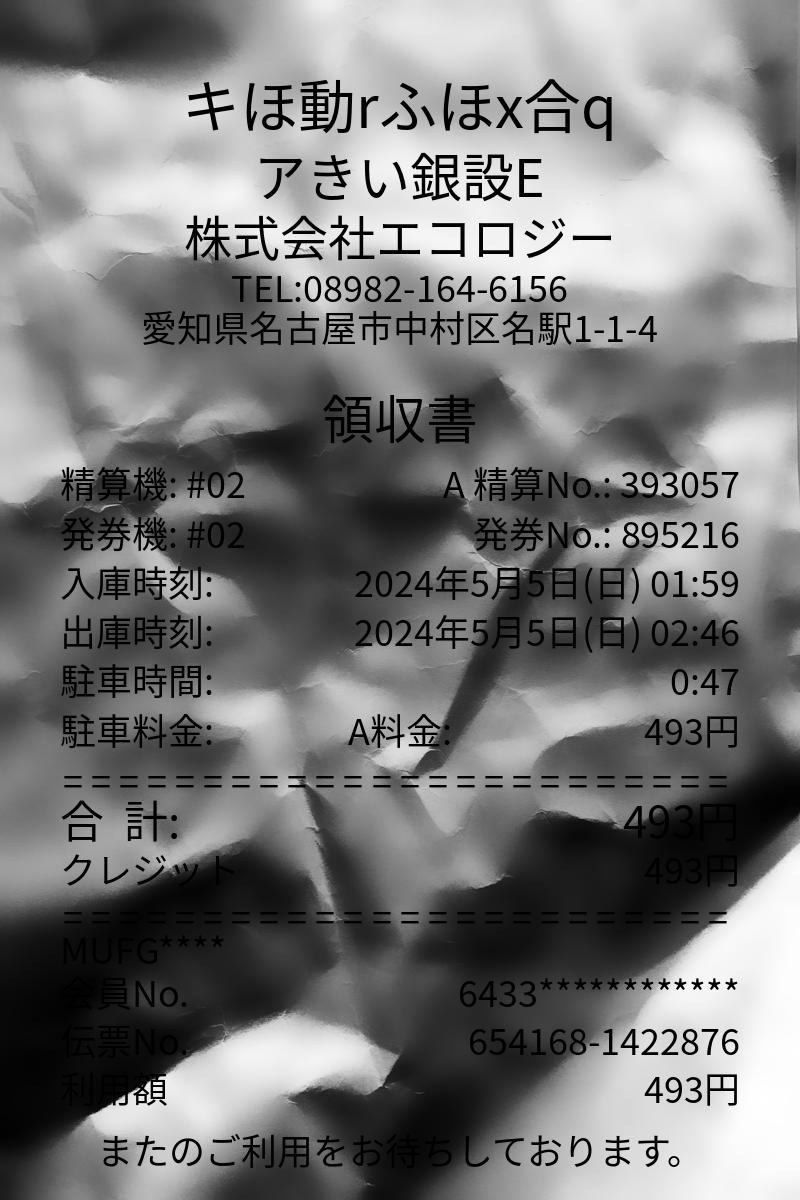 キほ動rふほx合q
アきい銀設E
株式会社エコロジー
TEL:08982-164-6156
愛知県名古屋市中村区名駅1-1-4
領収書
精算機: #02 A 精算No.: 393057
発券機: #02 発券No.: 895216
入庫時刻: 2024年5月5日(日) 01:59
出庫時刻: 2024年5月5日(日) 02:46
駐車時間: 0:47
駐車料金: A料金: 493円
========================
合 計: 493円
クレジット 493円
========================
MUFG****
会員No. 6433************
伝票No. 654168-1422876
利用額 493円
またのご利用をお待ちしております。